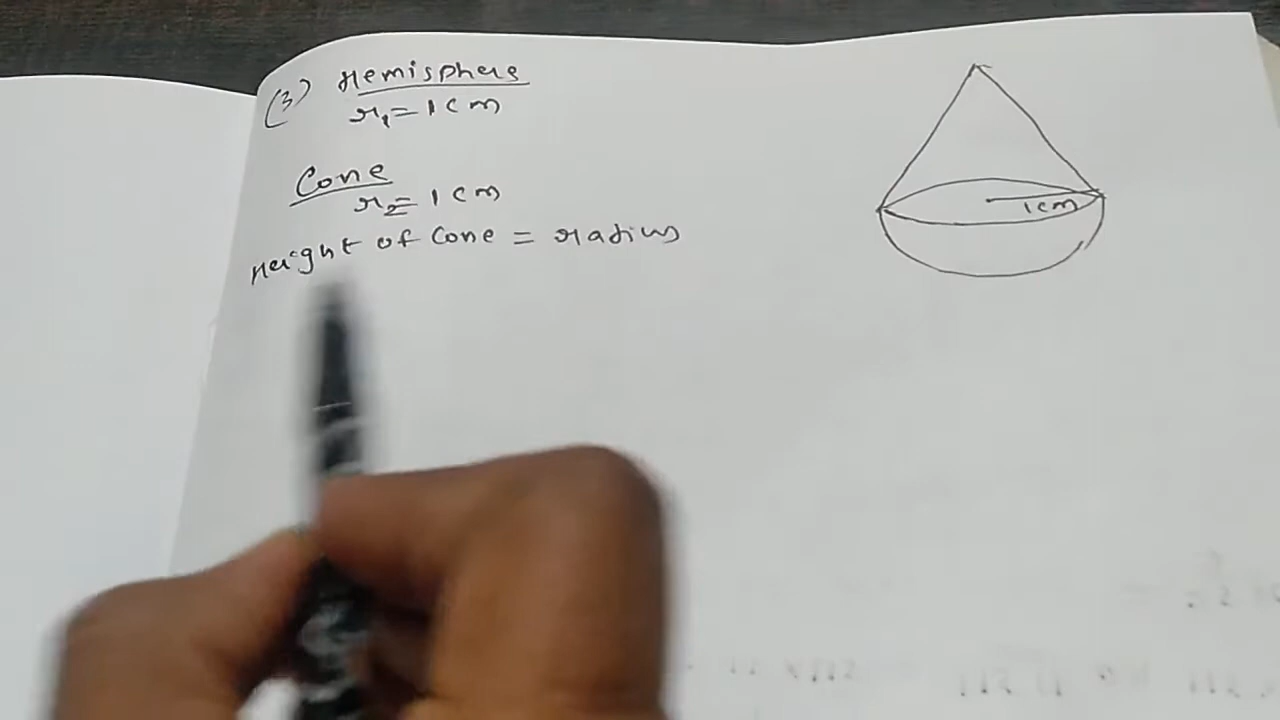 (3) Hemisphere
r₁ = 1 cm
Cone
r₂ = 1 cm
Height of Cone = radius
1cm